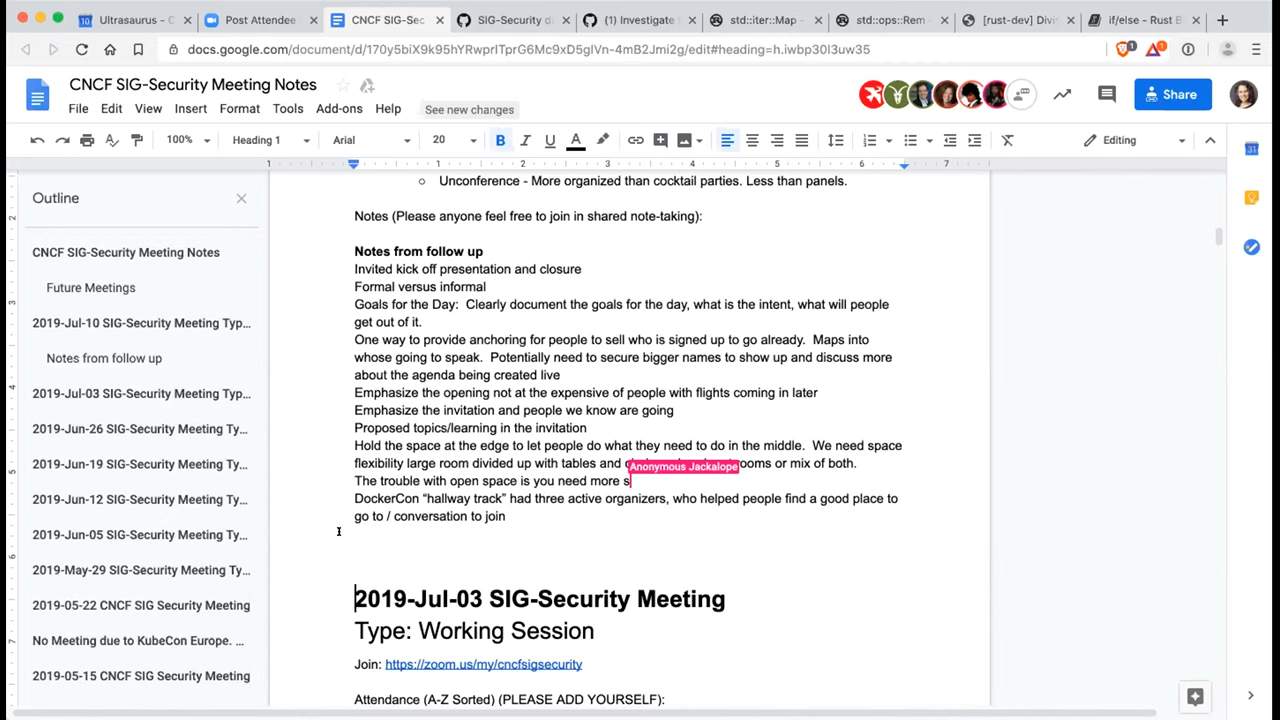 Ultrasaurus - C
Post Attendee
CNCF SIG-Sec
SIG-Security d
(1) Investigate
std::iter::Map -
std::ops::Rem -
[rust-dev] Divi
if/else - Rust B
docs.google.com/document/d/170y5biX9k95hYRwprITprG6Mc9xD5gIVn-4mB2Jmi2g/edit#heading=h.iwbp30l3uw35
1
1
CNCF SIG-Security Meeting Notes
File Edit View Insert Format Tools Add-ons Help See new changes
Share
100% Heading 1 Arial 20 B I U A Editing
1 1 2 3 4 5 6 7
Outline
CNCF SIG-Security Meeting Notes
Future Meetings
2019-Jul-10 SIG-Security Meeting Typ...
Notes from follow up
2019-Jul-03 SIG-Security Meeting Typ...
2019-Jun-26 SIG-Security Meeting Ty...
2019-Jun-19 SIG-Security Meeting Ty...
2019-Jun-12 SIG-Security Meeting Ty...
2019-Jun-05 SIG-Security Meeting Ty...
2019-May-29 SIG-Security Meeting Ty...
2019-05-22 CNCF SIG Security Meeting
No Meeting due to KubeCon Europe. ...
2019-05-15 CNCF SIG Security Meeting
2
3
4
5
6
7
Unconference - More organized than cocktail parties. Less than panels.
Notes (Please anyone feel free to join in shared note-taking):
Notes from follow up
Invited kick off presentation and closure
Formal versus informal
Goals for the Day: Clearly document the goals for the day, what is the intent, what will people
get out of it.
One way to provide anchoring for people to sell who is signed up to go already. Maps into
whose going to speak. Potentially need to secure bigger names to show up and discuss more
about the agenda being created live
Emphasize the opening not at the expensive of people with flights coming in later
Emphasize the invitation and people we know are going
Proposed topics/learning in the invitation
Hold the space at the edge to let people do what they need to do in the middle. We need space
flexibility large room divided up with tables and ooms or mix of both.
Anonymous Jackalope
The trouble with open space is you need more s
DockerCon “hallway track” had three active organizers, who helped people find a good place to
go to / conversation to join
2019-Jul-03 SIG-Security Meeting
Type: Working Session
Join: https://zoom.us/my/cncfsigsecurity
Attendance (A-Z Sorted) (PLEASE ADD YOURSELF):